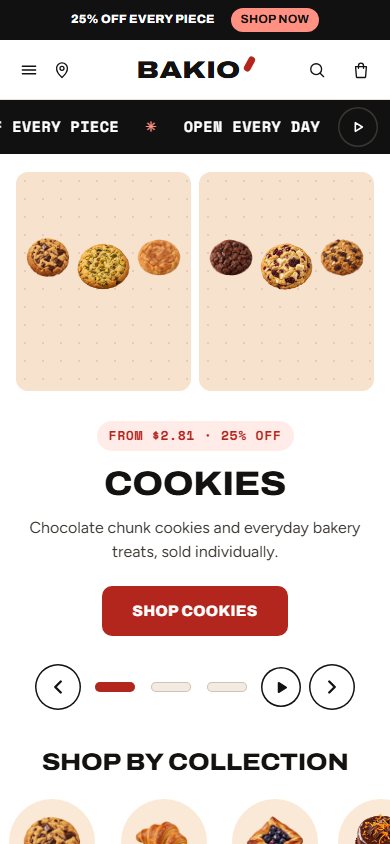 25% OFF EVERY PIECE SHOP NOW
BAKIO
EVERY PIECE OPEN EVERY DAY
FROM $2.81 · 25% OFF
COOKIES
Chocolate chunk cookies and everyday bakery
treats, sold individually.
SHOP COOKIES
SHOP BY COLLECTION